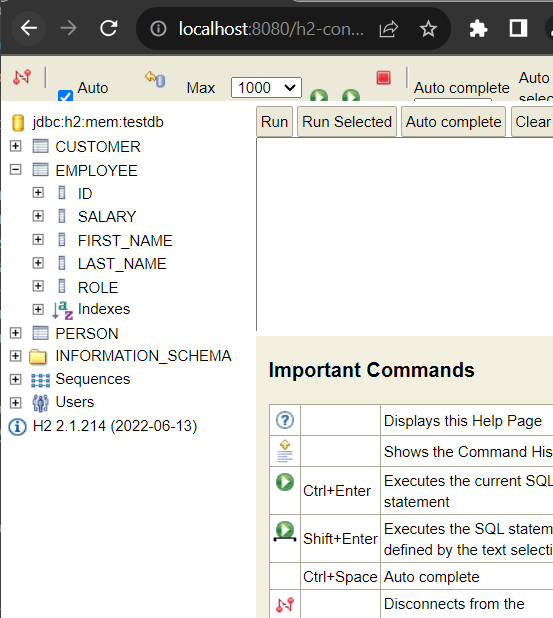 localhost:8080/h2-con...
Auto
Max
1000
Auto complete
Auto
selec
jdbc:h2:mem:testdb
CUSTOMER
EMPLOYEE
ID
SALARY
FIRST_NAME
LAST_NAME
ROLE
Indexes
PERSON
INFORMATION_SCHEMA
Sequences
Users
H2 2.1.214 (2022-06-13)
Run
Run Selected
Auto complete
Clear
Important Commands
Displays this Help Page
Shows the Command His
Ctrl+Enter
Executes the current SQL
statement
Shift+Enter
Executes the SQL statem
defined by the text selecti
Ctrl+Space
Auto complete
Disconnects from the